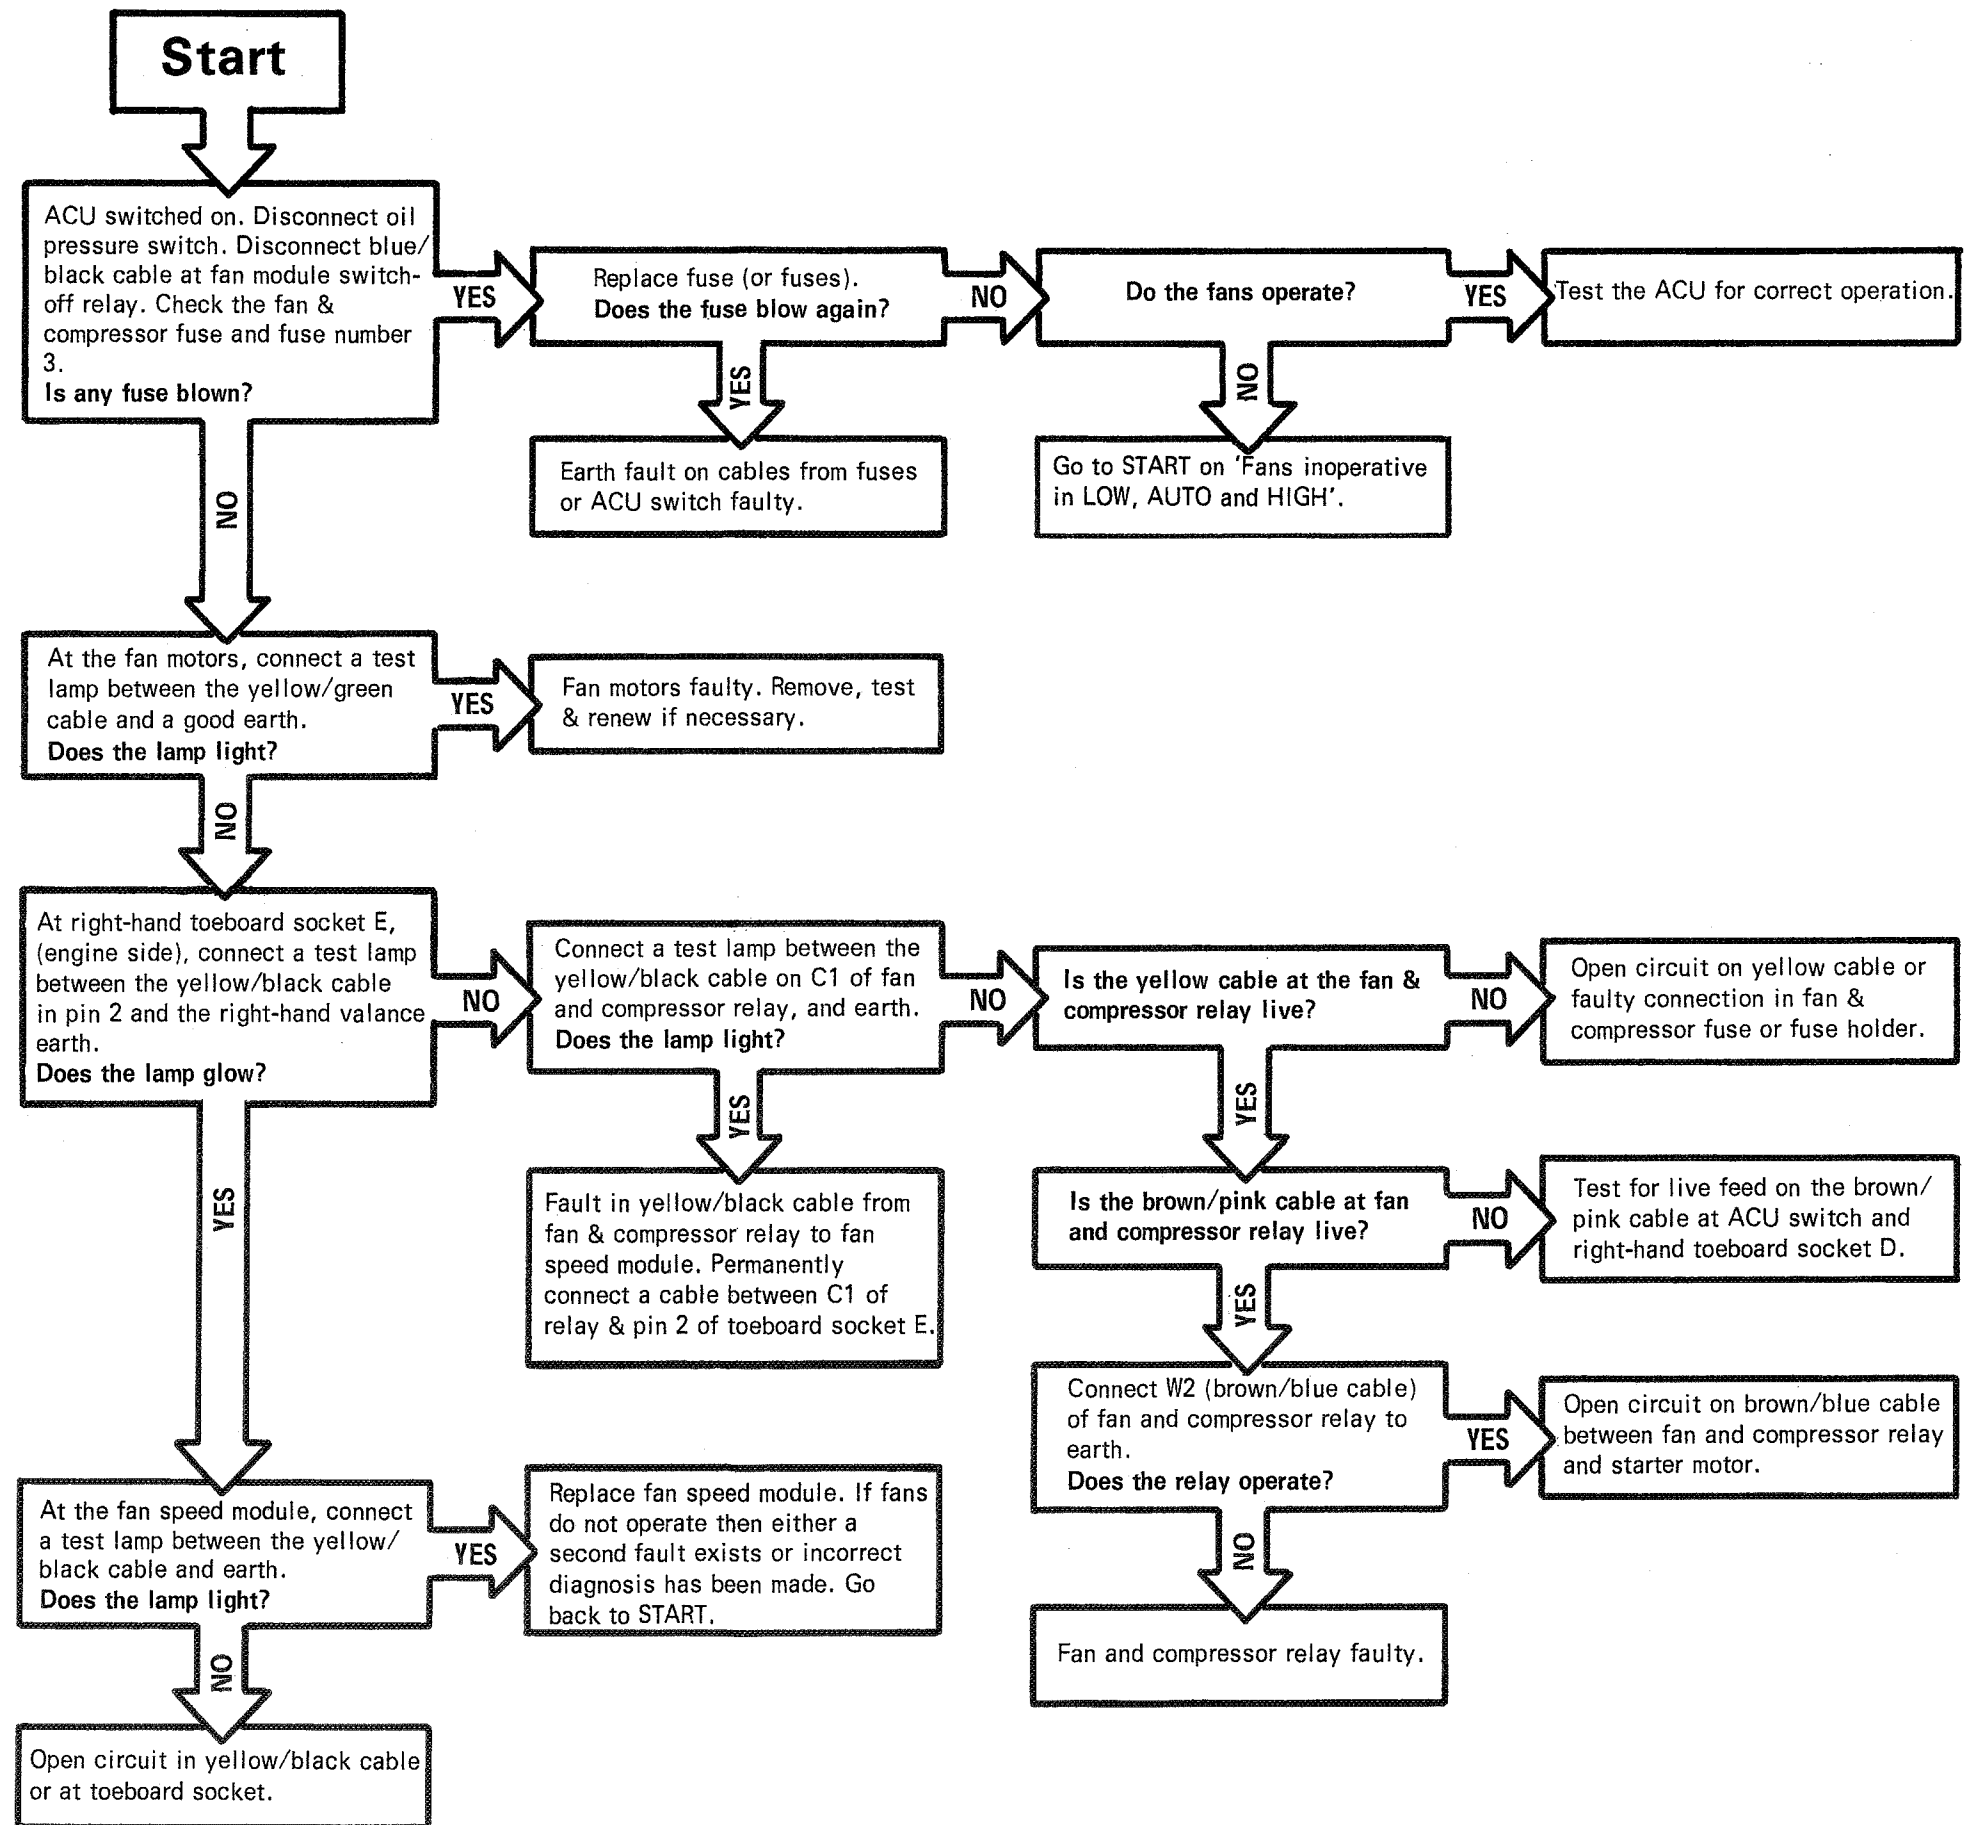 Start
ACU switched on. Disconnect oil
pressure switch. Disconnect blue/
black cable at fan module switch-
off relay. Check the fan &
compressor fuse and fuse number
3.
Is any fuse blown?
YES
Replace fuse (or fuses).
Does the fuse blow again?
NO
Do the fans operate?
YES
Test the ACU for correct operation.
YES
NO
Earth fault on cables from fuses
or ACU switch faulty.
Go to START on 'Fans inoperative
in LOW, AUTO and HIGH'.
NO
At the fan motors, connect a test
lamp between the yellow/green
cable and a good earth.
Does the lamp light?
YES
Fan motors faulty. Remove, test
& renew if necessary.
NO
At right-hand toeboard socket E,
(engine side), connect a test lamp
between the yellow/black cable
in pin 2 and the right-hand valance
earth.
Does the lamp glow?
NO
Connect a test lamp between the
yellow/black cable on C1 of fan
and compressor relay, and earth.
Does the lamp light?
NO
Is the yellow cable at the fan &
compressor relay live?
NO
Open circuit on yellow cable or
faulty connection in fan &
compressor fuse or fuse holder.
YES
YES
Fault in yellow/black cable from
fan & compressor relay to fan
speed module. Permanently
connect a cable between C1 of
relay & pin 2 of toeboard socket E.
Is the brown/pink cable at fan
and compressor relay live?
NO
Test for live feed on the brown/
pink cable at ACU switch and
right-hand toeboard socket D.
YES
YES
Connect W2 (brown/blue cable)
of fan and compressor relay to
earth.
Does the relay operate?
YES
Open circuit on brown/blue cable
between fan and compressor relay
and starter motor.
At the fan speed module, connect
a test lamp between the yellow/
black cable and earth.
Does the lamp light?
YES
Replace fan speed module. If fans
do not operate then either a
second fault exists or incorrect
diagnosis has been made. Go
back to START.
NO
Fan and compressor relay faulty.
NO
Open circuit in yellow/black cable
or at toeboard socket.